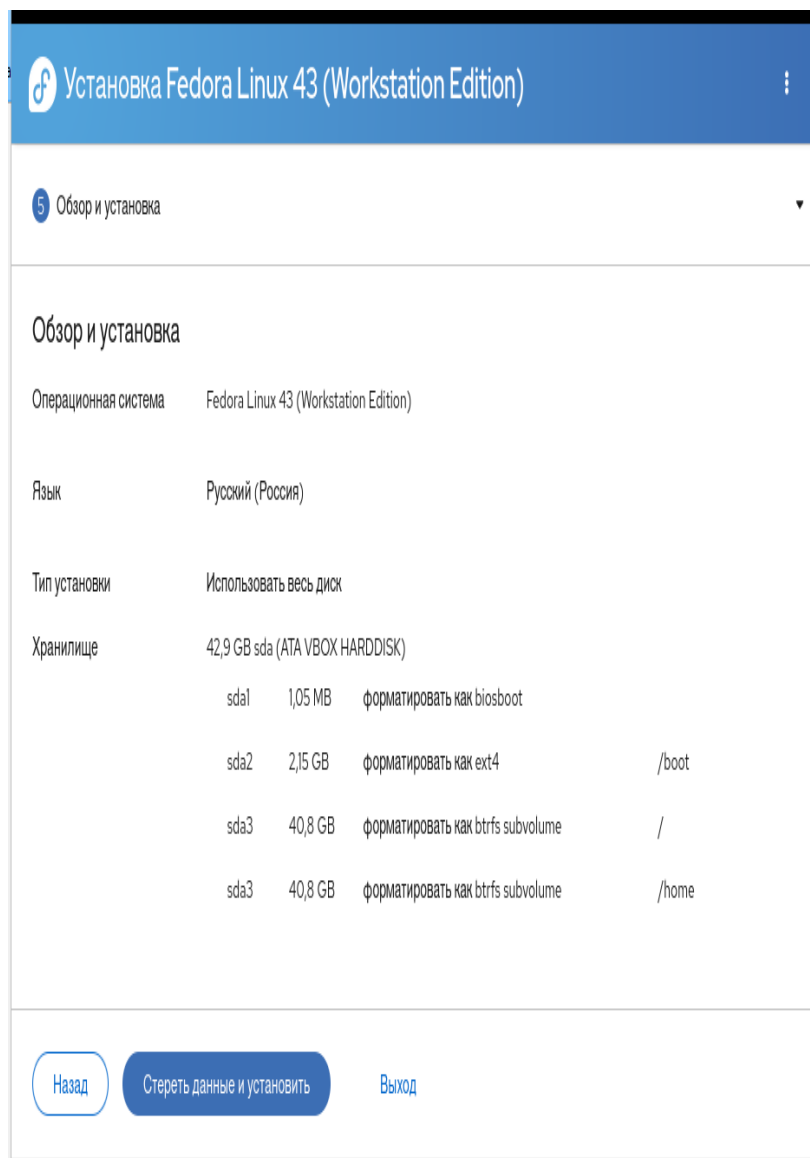 Установка Fedora Linux 43 (Workstation Edition)
5 Обзор и установка
Обзор и установка
Операционная система Fedora Linux 43 (Workstation Edition)
Язык Русский (Россия)
Тип установки Использовать весь диск
Хранилище 42,9 GB sda (ATA VBOX HARDDISK)
sda1 1,05 MB форматировать как biosboot
sda2 2,15 GB форматировать как ext4 /boot
sda3 40,8 GB форматировать как btrfs subvolume /
sda3 40,8 GB форматировать как btrfs subvolume /home
Назад Стереть данные и установить Выход